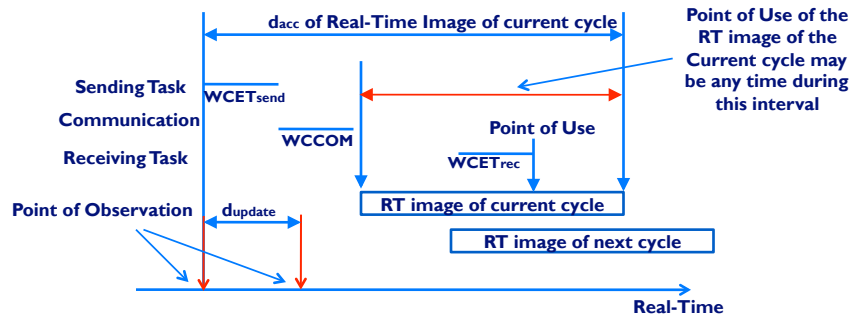 dacc of Real-Time Image of current cycle
Point of Use of the
RT image of the
Current cycle may
be any time during
this interval
Sending Task
WCETsend
Communication
WCCOM
Point of Use
Receiving Task
WCETrec
RT image of current cycle
Point of Observation
dupdate
RT image of next cycle
Real-Time